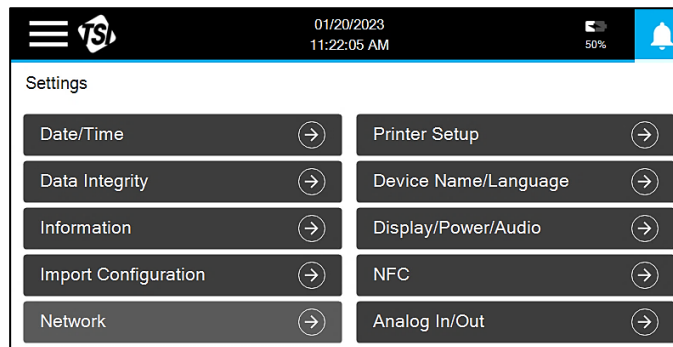 TSI
01/20/2023
11:22:05 AM
50%
Settings
Date/Time
Printer Setup
Data Integrity
Device Name/Language
Information
Display/Power/Audio
Import Configuration
NFC
Network
Analog In/Out